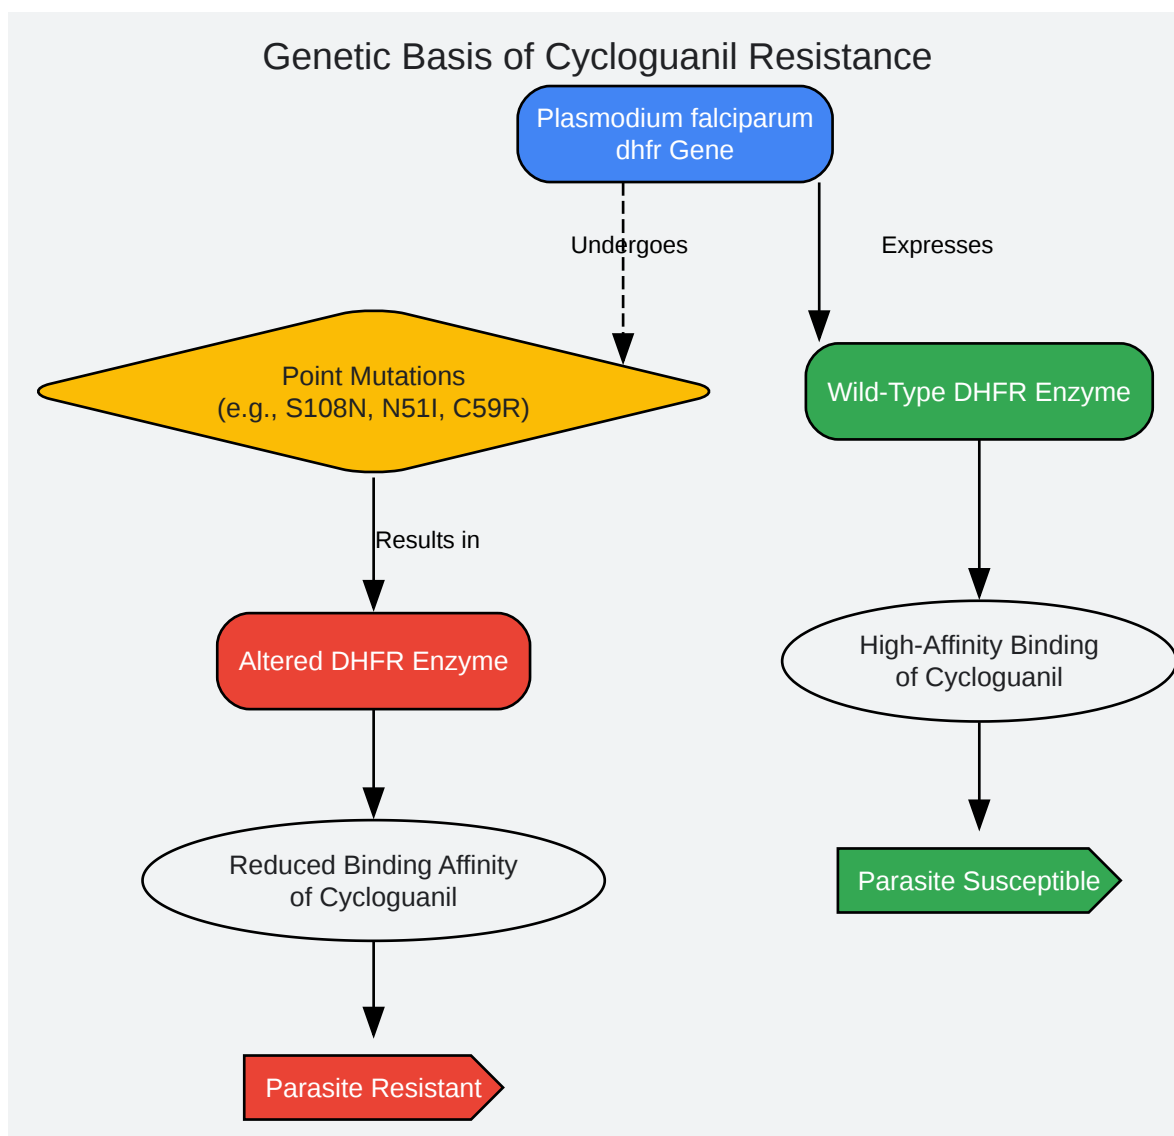 Genetic Basis of Cycloguanil Resistance
Plasmodium falciparum
dhfr Gene
Undergoes
Expresses
Point Mutations
(e.g., S108N, N51I, C59R)
Wild-Type DHFR Enzyme
Results in
Altered DHFR Enzyme
High-Affinity Binding
of Cycloguanil
Reduced Binding Affinity
of Cycloguanil
Parasite Susceptible
Parasite Resistant